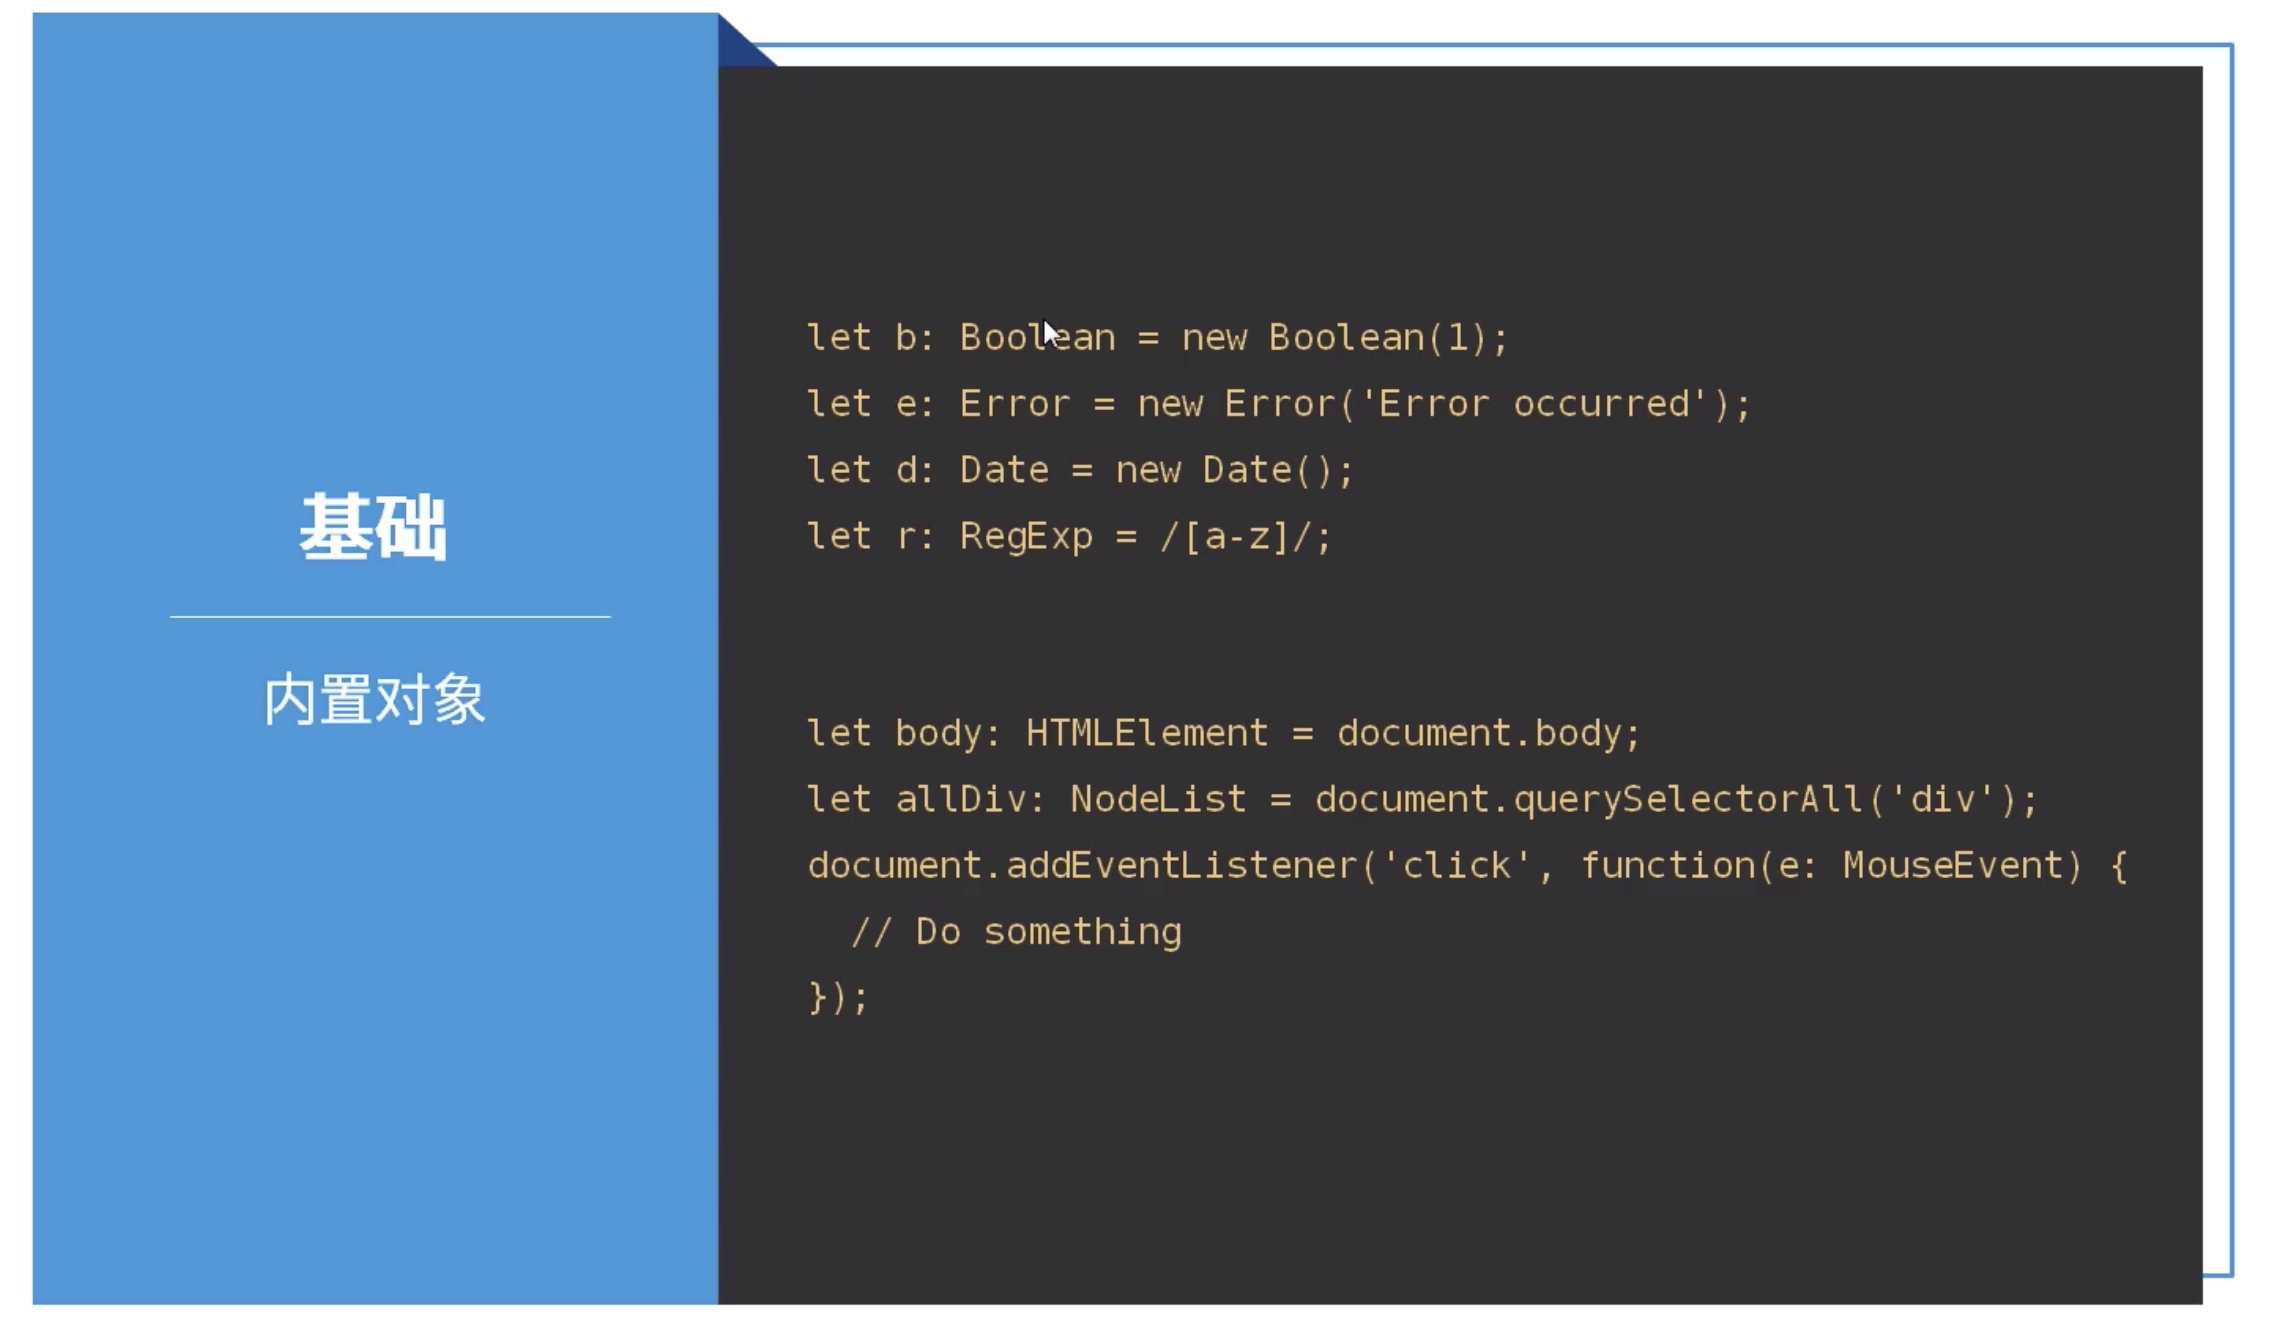 基础
内置对象
let b: Boolean = new Boolean(1);
let e: Error = new Error('Error occurred');
let d: Date = new Date();
let r: RegExp = /[a-z]/;
let body: HTMLElement = document.body;
let allDiv: NodeList = document.querySelectorAll('div');
document.addEventListener('click', function(e: MouseEvent) {
  // Do something
});